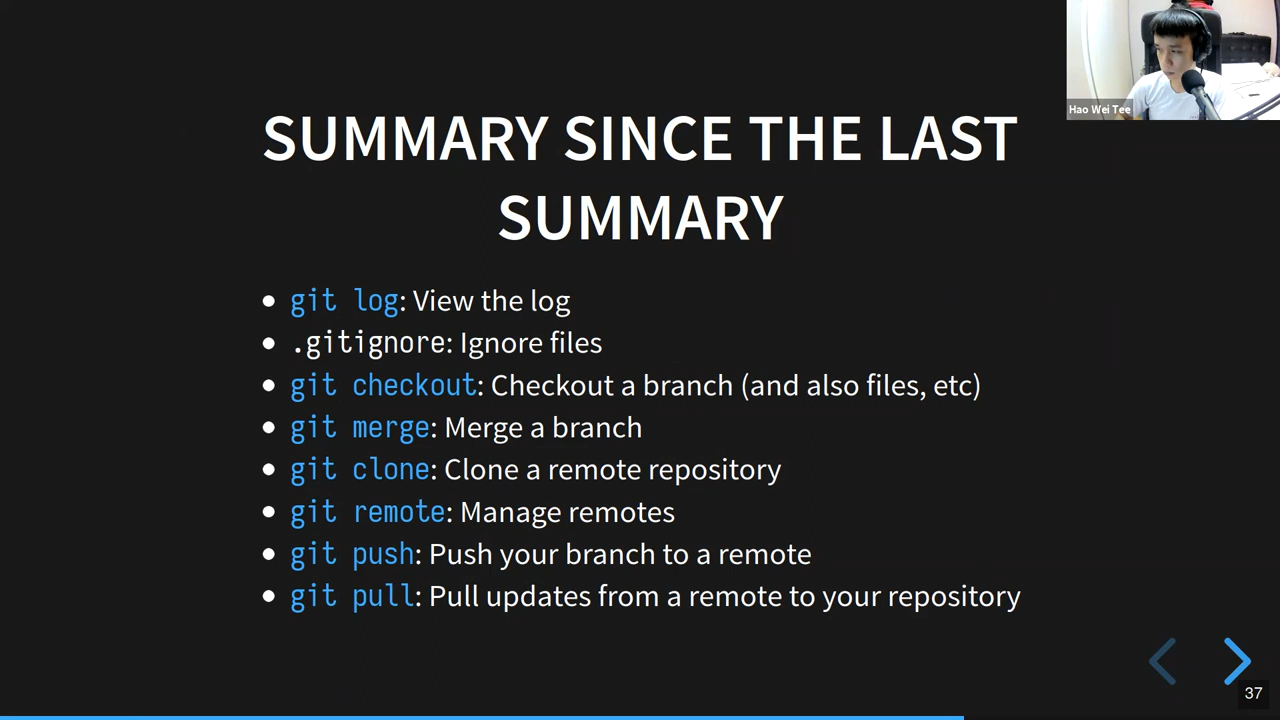 Hao Wei Tee
SUMMARY SINCE THE LAST
SUMMARY
git log: View the log
.gitignore: Ignore files
git checkout: Checkout a branch (and also files, etc)
git merge: Merge a branch
git clone: Clone a remote repository
git remote: Manage remotes
git push: Push your branch to a remote
git pull: Pull updates from a remote to your repository
37